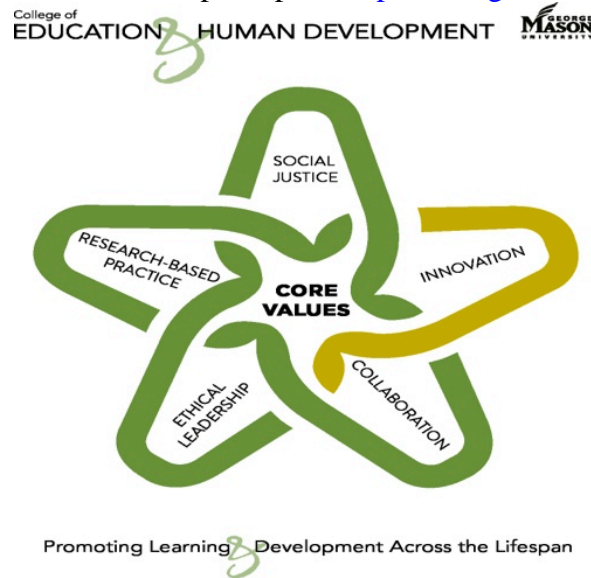 College of
EDUCATION & HUMAN DEVELOPMENT
GEORGE
MASON
UNIVERSITY
SOCIAL
JUSTICE
RESEARCH-BASED
PRACTICE
INNOVATION
CORE
VALUES
ETHICAL
LEADERSHIP
COLLABORATION
Promoting Learning & Development Across the Lifespan